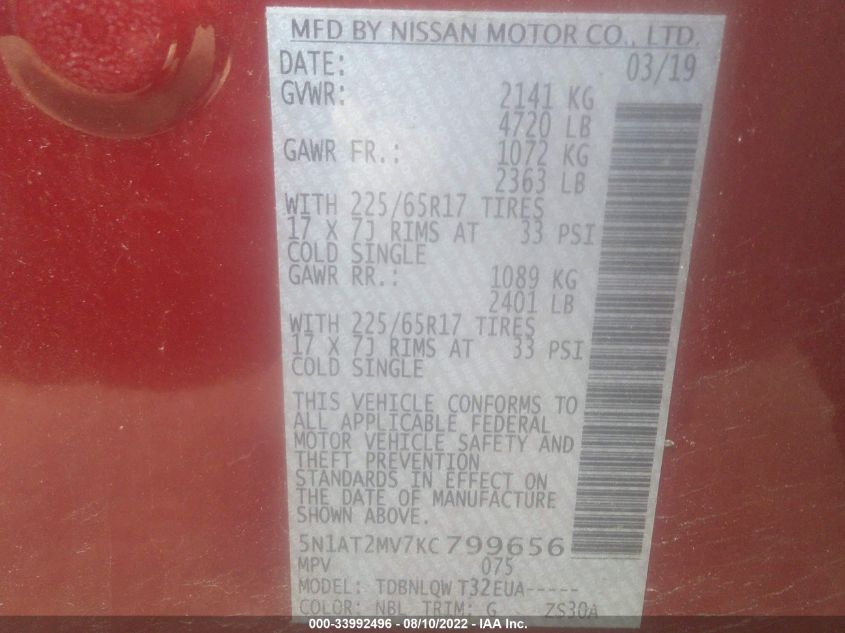 MFD BY NISSAN MOTOR CO., LTD.
DATE: 03/19
GVWR: 2141 KG
4720 LB
GAWR FR.: 1072 KG
2363 LB
WITH 225/65R17 TIRES
17 X 7J RIMS AT 33 PSI
COLD SINGLE
GAWR RR.: 1089 KG
2401 LB
WITH 225/65R17 TIRES
17 X 7J RIMS AT 33 PSI
COLD SINGLE
THIS VEHICLE CONFORMS TO
ALL APPLICABLE FEDERAL
MOTOR VEHICLE SAFETY AND
THEFT PREVENTION
STANDARDS IN EFFECT ON
THE DATE OF MANUFACTURE
SHOWN ABOVE.
5N1AT2MV7KC799656
MPV 075
MODEL: TDBNLQW T32EUA-----
COLOR: NBL TRIM: G ZS30A
000-33992496 - 08/10/2022 - IAA Inc.